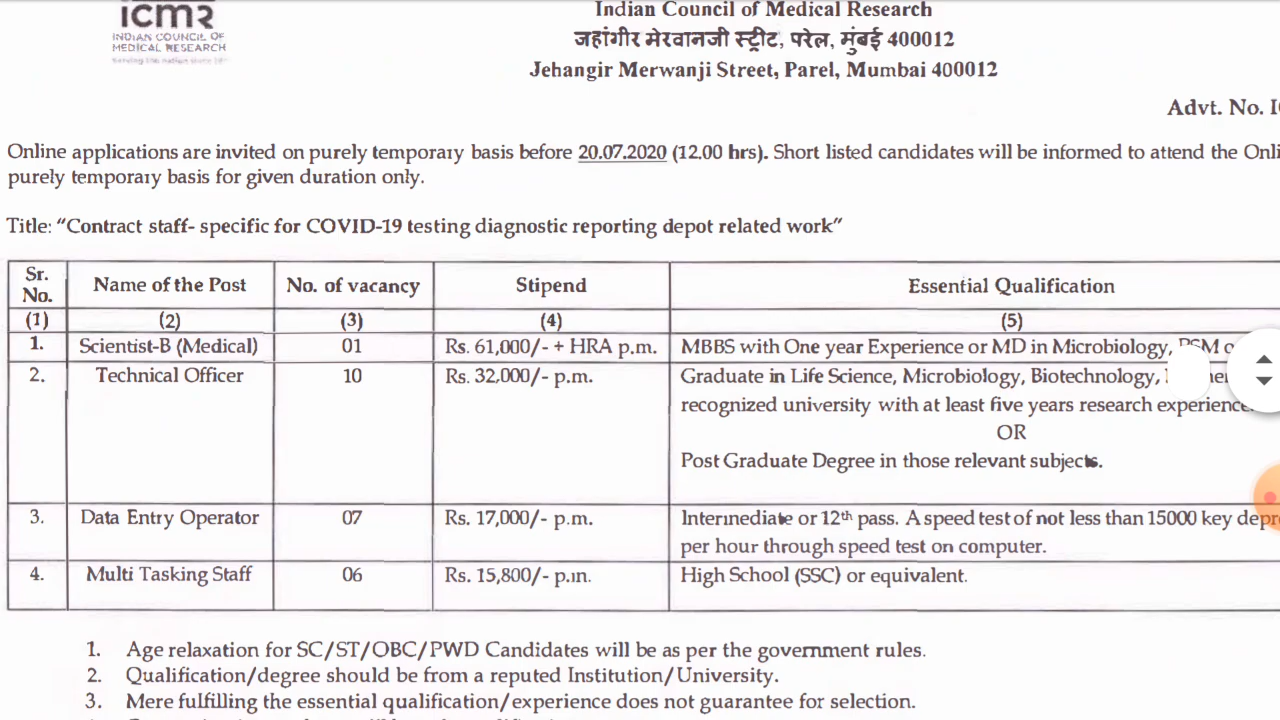 icmr
INDIAN COUNCIL OF
MEDICAL RESEARCH
Serving the nation since
Indian Council of Medical Research
जहांगीर मेरवानजी स्ट्रीट, परेल, मुंबई 400012
Jehangir Merwanji Street, Parel, Mumbai 400012
Advt. No.
Online applications are invited on purely temporary basis before 20.07.2020 (12.00 hrs). Short listed candidates will be informed to attend the
purely temporary basis for given duration only.
Title: “Contract staff- specific for COVID-19 testing diagnostic reporting depot related work”
Sr. No. Name of the Post No. of vacancy Stipend Essential Qualification
(1) (2) (3) (4) (5)
1. Scientist-B (Medical) 01 Rs. 61,000/- + HRA p.m. MBBS with One year Experience or MD in Microbiology, PSM
2. Technical Officer 10 Rs. 32,000/- p.m. Graduate in Life Science, Microbiology, Biotechnology,
recognized university with at least five years research experience.
OR
Post Graduate Degree in those relevant subjects.
3. Data Entry Operator 07 Rs. 17,000/- p.m. Intermediate or 12th pass. A speed test of not less than 15000 key
per hour through speed test on computer.
4. Multi Tasking Staff 06 Rs. 15,800/- p.m. High School (SSC) or equivalent.
1. Age relaxation for SC/ST/OBC/PWD Candidates will be as per the government rules.
2. Qualification/degree should be from a reputed Institution/University.
3. Mere fulfilling the essential qualification/experience does not guarantee for selection.